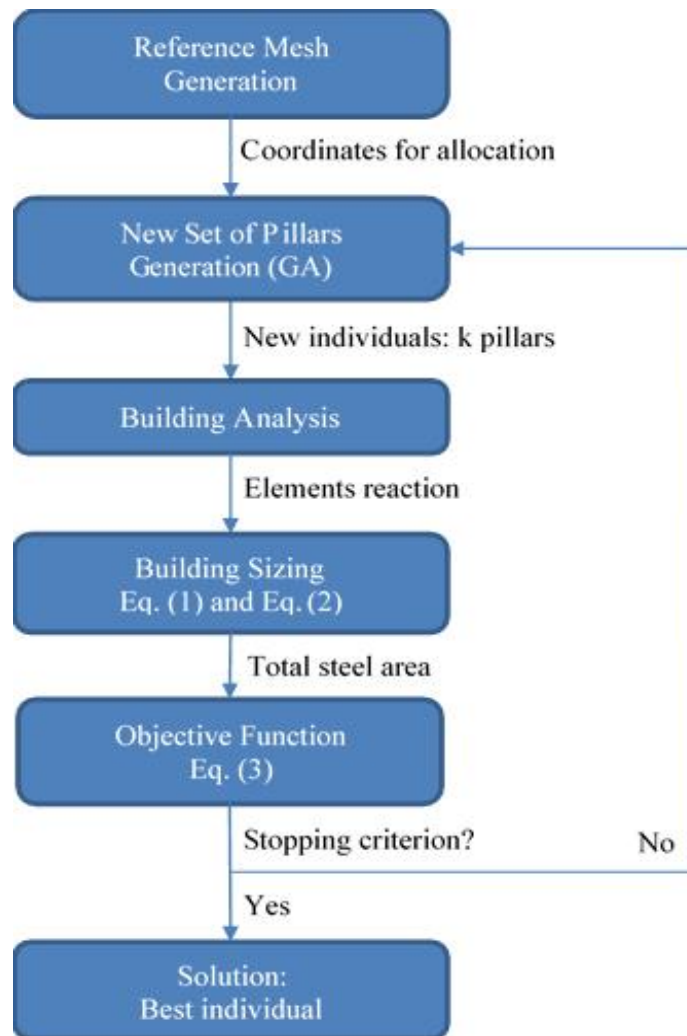 Reference Mesh
Generation
Coordinates for allocation
New Set of Pillars
Generation (GA)
New individuals: k pillars
Building Analysis
Elements reaction
Building Sizing
Eq. (1) and Eq. (2)
Total steel area
Objective Function
Eq. (3)
Stopping criterion?
No
Yes
Solution:
Best individual